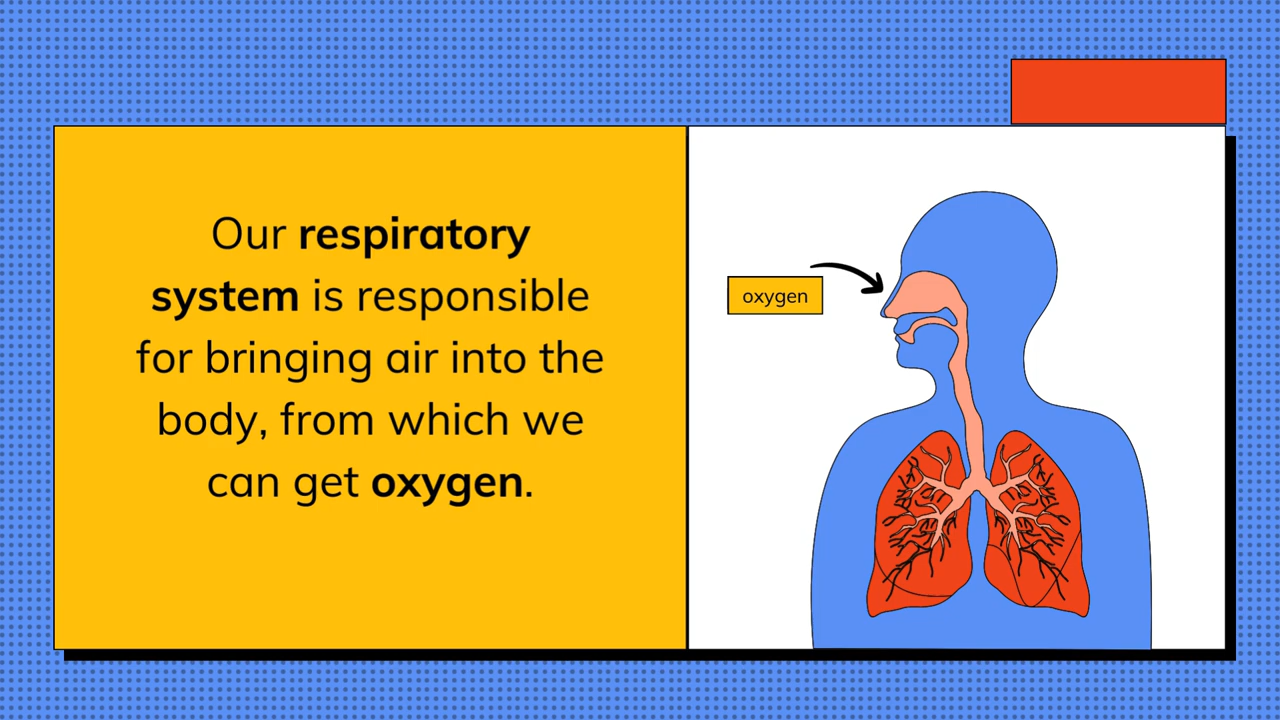 Our respiratory
system is responsible
for bringing air into the
body, from which we
can get oxygen.
oxygen